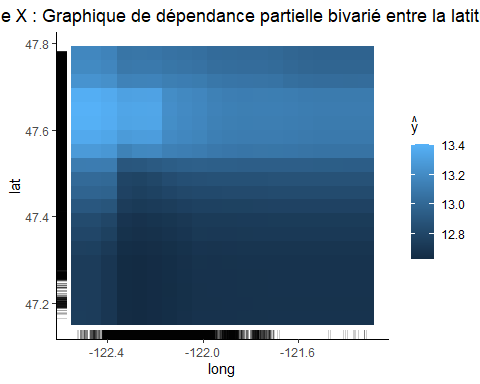 e X : Graphique de dépendance partielle bivarié entre la latit
47.8
47.6
47.4
47.2
lat
-122.4
-122.0
-121.6
long
ŷ
13.4
13.2
13.0
12.8